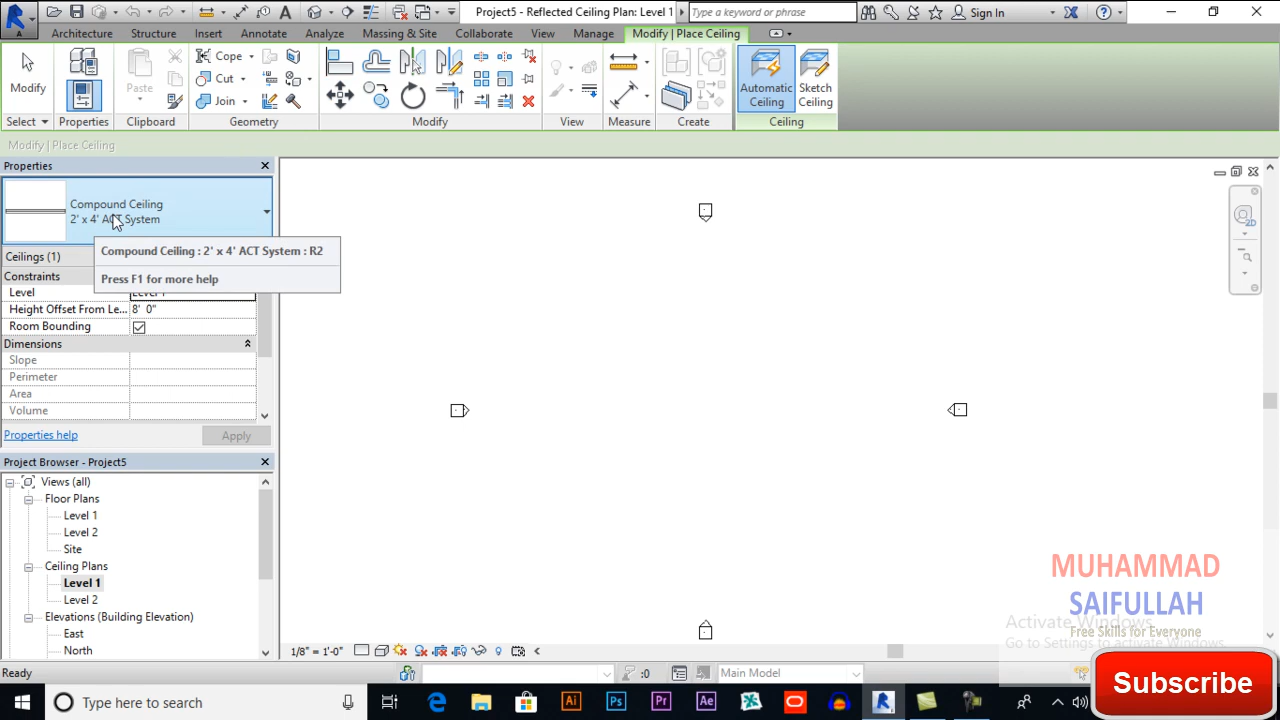 Project5 - Reflected Ceiling Plan: Level 1
Type a keyword or phrase
Sign In
Architecture
Structure
Insert
Annotate
Analyze
Massing & Site
Collaborate
View
Manage
Modify | Place Ceiling
Modify
Paste
Cope
Cut
Join
Automatic
Ceiling
Sketch
Ceiling
Select
Properties
Clipboard
Geometry
Modify
View
Measure
Create
Ceiling
Modify | Place Ceiling
Properties
Compound Ceiling
2' x 4' ACT System
Compound Ceiling : 2' x 4' ACT System : R2
Press F1 for more help
Ceilings (1)
Constraints
Level
Height Offset From Le...
8' 0"
Room Bounding
Dimensions
Slope
Perimeter
Area
Volume
Properties help
Apply
Project Browser - Project5
Views (all)
Floor Plans
Level 1
Level 2
Site
Ceiling Plans
Level 1
Level 2
Elevations (Building Elevation)
East
North
2D
1/8" = 1'-0"
Ready
:0
Main Model
MUHAMMAD
SAIFULLAH
Free Skills for Everyone
Activate Windows
Go to Settings to activate Windows.
Subscribe
Type here to search
Ai
Ps
Pr
Ae